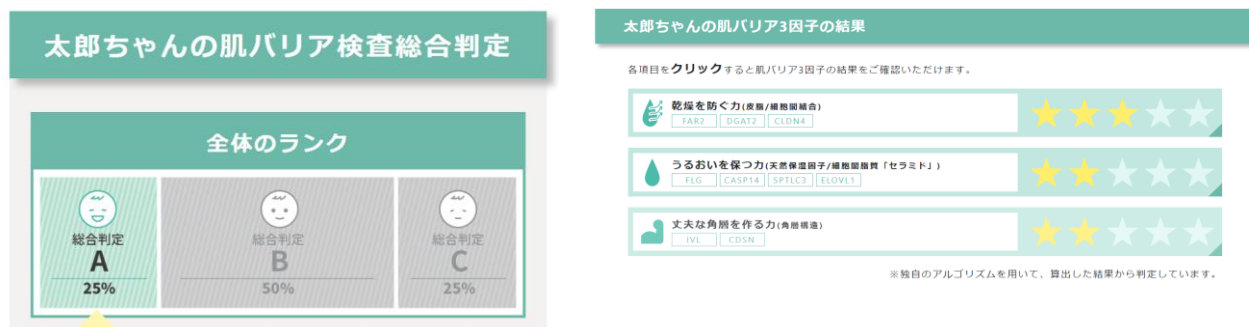 太郎ちゃんの肌バリア検査総合判定
全体のランク
総合判定
A
25%
総合判定
B
50%
総合判定
C
25%
太郎ちゃんの肌バリア3因子の結果
各項目をクリックすると肌バリア3因子の結果をご確認いただけます。
乾燥を防ぐ力(皮脂/細胞間結合)
FAR2 DGAT2 CLDN4
うるおいを保つ力(天然保湿因子/細胞間脂質「セラミド」)
FLG CASP14 SPTLC3 ELOVL1
丈夫な角層を作る力(角層構造)
IVL CDSN
※独自のアルゴリズムを用いて、算出した結果から判定しています。